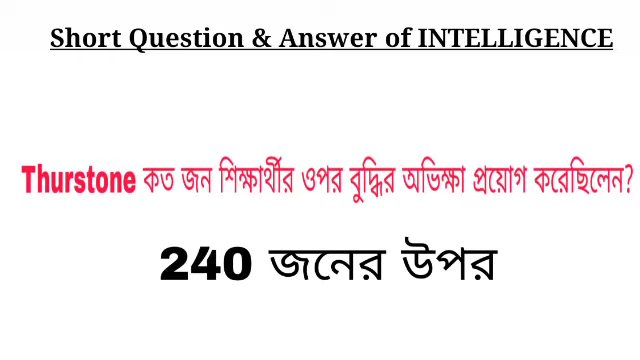 Short Question & Answer of INTELLIGENCE
Thurstone কত জন শিক্ষার্থীর ওপর বুদ্ধির অভিক্ষা প্রয়োগ করেছিলেন?
240 জনের উপর